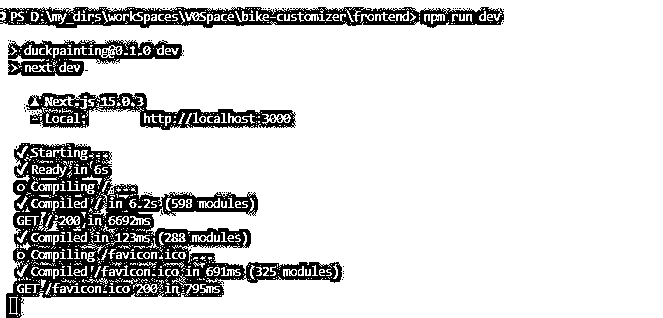 PS D:\my_dirs\workSpaces\V0Space\bike-customizer\frontend> npm run dev
> duckpainting@0.1.0 dev
> next dev
▲ Next.js 15.0.3
- Local: http://localhost:3000
✓ Starting...
✓ Ready in 6s
○ Compiling / ...
✓ Compiled / in 6.2s (598 modules)
GET / 200 in 6692ms
✓ Compiled in 123ms (288 modules)
○ Compiling /favicon.ico ...
✓ Compiled /favicon.ico in 691ms (325 modules)
GET /favicon.ico 200 in 795ms